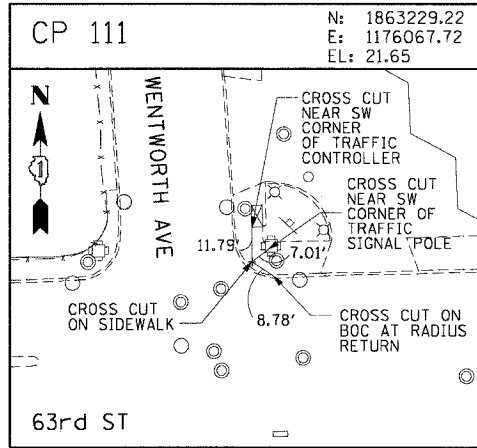 CP 111
N: 1863229.22
E: 1176067.72
EL: 21.65
N
1
WENTWORTH AVE
CROSS CUT
NEAR SW
CORNER
OF TRAFFIC
CONTROLLER
CROSS CUT
NEAR SW
CORNER OF
TRAFFIC
SIGNAL POLE
11.79'
7.01'
CROSS CUT
ON SIDEWALK
8.78'
CROSS CUT ON
BOC AT RADIUS
RETURN
63rd ST